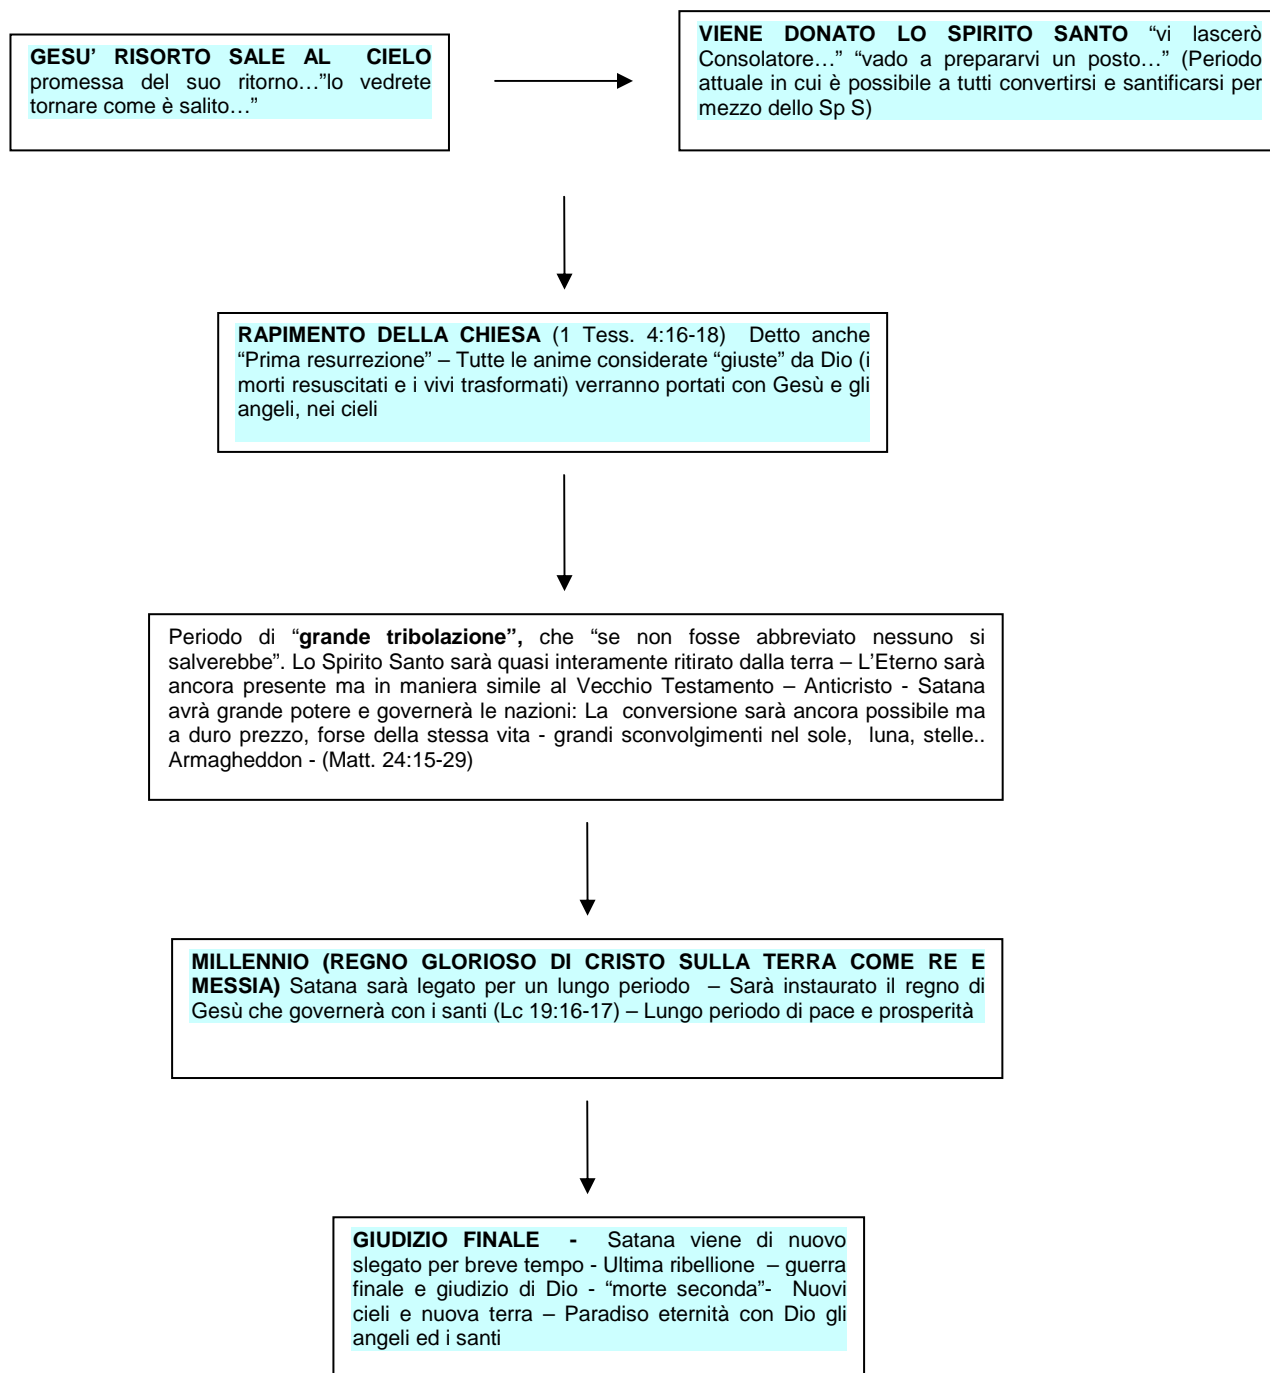 GESU' RISORTO SALE AL CIELO
promessa del suo ritorno…"lo vedrete
tornare come è salito…"
VIENE DONATO LO SPIRITO SANTO "vi lascerò
Consolatore…" "vado a prepararvi un posto…" (Periodo
attuale in cui è possibile a tutti convertirsi e santificarsi per
mezzo dello Sp S)
RAPIMENTO DELLA CHIESA (1 Tess. 4:16-18) Detto anche
"Prima resurrezione" – Tutte le anime considerate "giuste" da Dio (i
morti resuscitati e i vivi trasformati) verranno portati con Gesù e gli
angeli, nei cieli
Periodo di "grande tribolazione", che "se non fosse abbreviato nessuno si
salverebbe". Lo Spirito Santo sarà quasi interamente ritirato dalla terra – L'Eterno sarà
ancora presente ma in maniera simile al Vecchio Testamento – Anticristo - Satana
avrà grande potere e governerà le nazioni: La conversione sarà ancora possibile ma
a duro prezzo, forse della stessa vita - grandi sconvolgimenti nel sole, luna, stelle..
Armagheddon - (Matt. 24:15-29)
MILLENNIO (REGNO GLORIOSO DI CRISTO SULLA TERRA COME RE E
MESSIA) Satana sarà legato per un lungo periodo – Sarà instaurato il regno di
Gesù che governerà con i santi (Lc 19:16-17) – Lungo periodo di pace e prosperità
GIUDIZIO FINALE - Satana viene di nuovo
slegato per breve tempo - Ultima ribellione – guerra
finale e giudizio di Dio - "morte seconda"- Nuovi
cieli e nuova terra – Paradiso eternità con Dio gli
angeli ed i santi